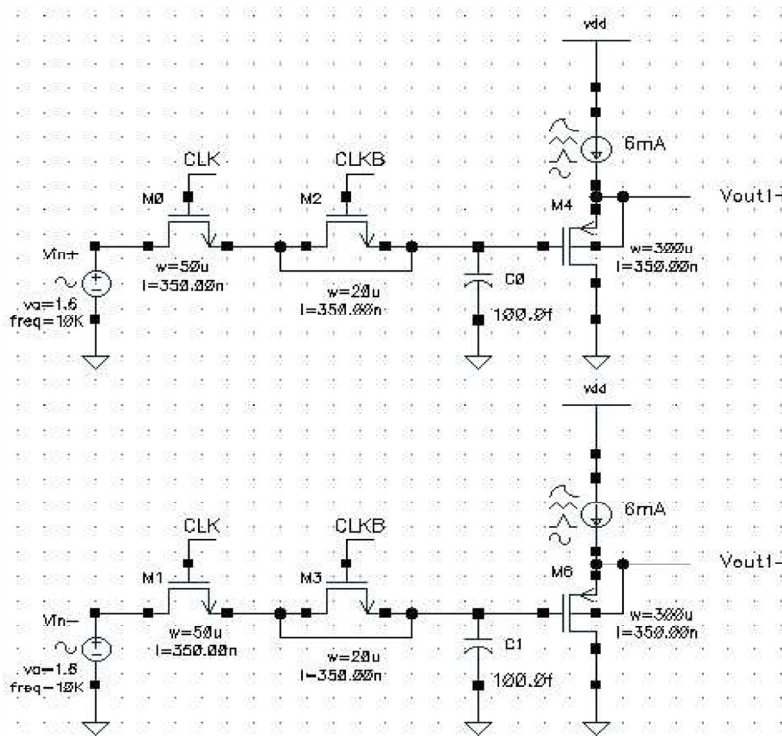 vdd
6mA
CLK
CLKB
M0
M2
M4
Vout1-
Vin+
w=50u
l=350.00n
w=300u
l=350.00n
C0
w=20u
l=350.00n
va=1.6
freq=10K
100.0f
vdd
6mA
CLK
CLKB
M1
M3
M6
Vout1-
Vin-
w=50u
l=350.00n
w=300u
l=350.00n
C1
w=20u
l=350.00n
va=1.6
freq=10K
100.0f